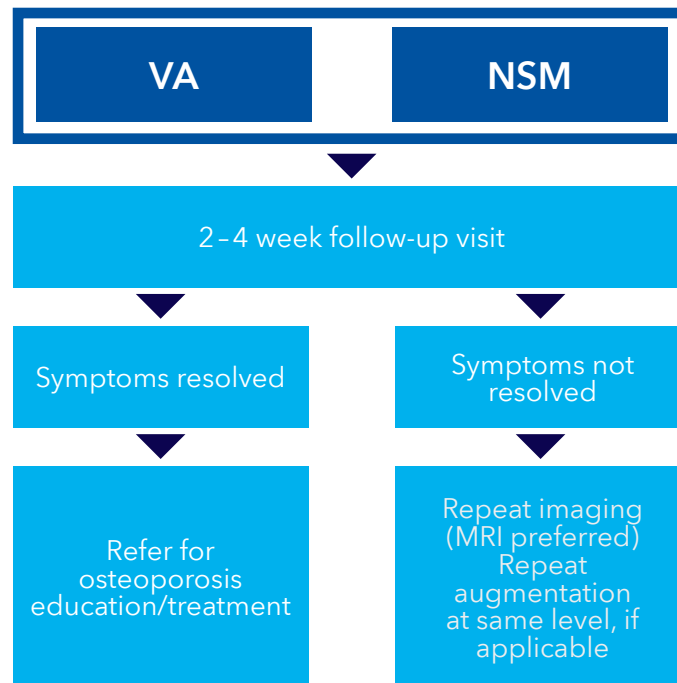 VA
NSM
2–4 week follow-up visit
Symptoms resolved
Symptoms not
resolved
Refer for
osteoporosis
education/treatment
Repeat imaging
(MRI preferred)
Repeat
augmentation
at same level, if
applicable